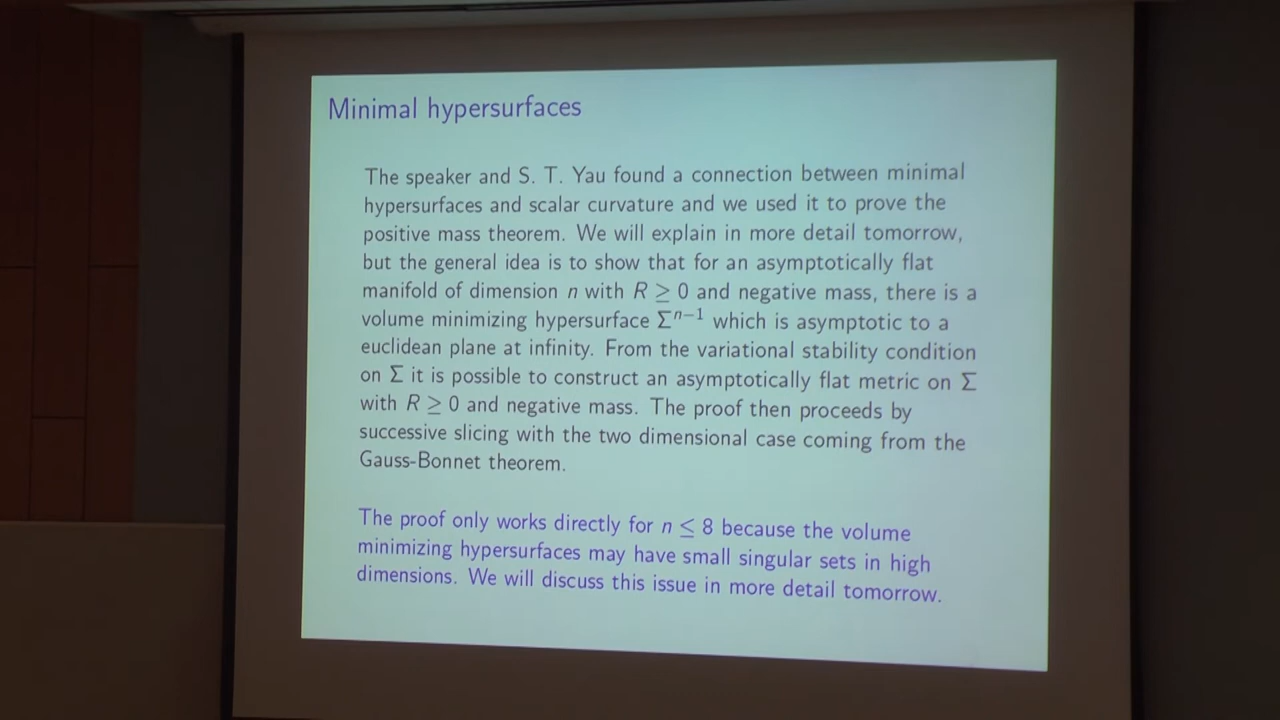 Minimal hypersurfaces
The speaker and S. T. Yau found a connection between minimal
hypersurfaces and scalar curvature and we used it to prove the
positive mass theorem. We will explain in more detail tomorrow,
but the general idea is to show that for an asymptotically flat
manifold of dimension n with R ≥ 0 and negative mass, there is a
volume minimizing hypersurface Σⁿ⁻¹ which is asymptotic to a
euclidean plane at infinity. From the variational stability condition
on Σ it is possible to construct an asymptotically flat metric on Σ
with R ≥ 0 and negative mass. The proof then proceeds by
successive slicing with the two dimensional case coming from the
Gauss-Bonnet theorem.
The proof only works directly for n ≤ 8 because the volume
minimizing hypersurfaces may have small singular sets in high
dimensions. We will discuss this issue in more detail tomorrow.